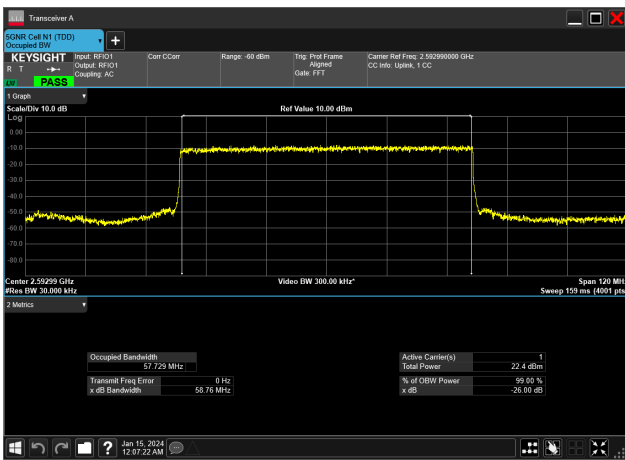 Transceiver A
5GNR Cell N1 (TDD)
Occupied BW
KEYSIGHT
R T
LV
PASS
Input: RFIO1
Output: RFIO1
Coupling: AC
Corr CCorr
Range: -60 dBm
Trig: Prot Frame
Aligned
Gate: FFT
Carrier Ref Freq: 2.592990000 GHz
CC Info: Uplink, 1 CC
1 Graph
Scale/Div 10.0 dB
Ref Value 10.00 dBm
Log
0.00
-10.0
-20.0
-30.0
-40.0
-50.0
-60.0
-70.0
-80.0
Center 2.59299 GHz
Video BW 300.00 kHz*
Span 120 MHz
#Res BW 30.000 kHz
Sweep 159 ms (4001 pts
2 Metrics
Occupied Bandwidth
57.729 MHz
Transmit Freq Error 0 Hz
x dB Bandwidth 58.76 MHz
Active Carrier(s) 1
Total Power 22.4 dBm
% of OBW Power 99.00 %
x dB -26.00 dB
? Jan 15, 2024
12:07:22 AM